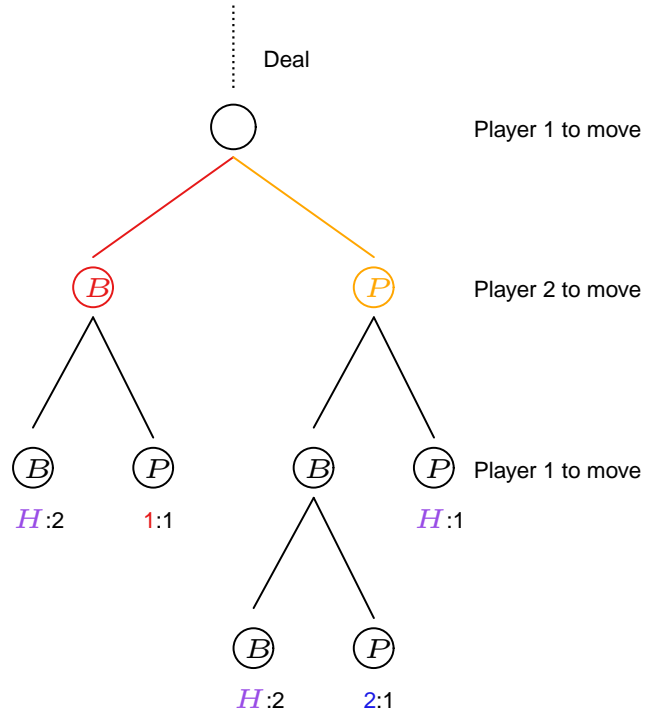 Deal
Player 1 to move
B P Player 2 to move
B P B P Player 1 to move
H:2 1:1 H:1
B P
H:2 2:1